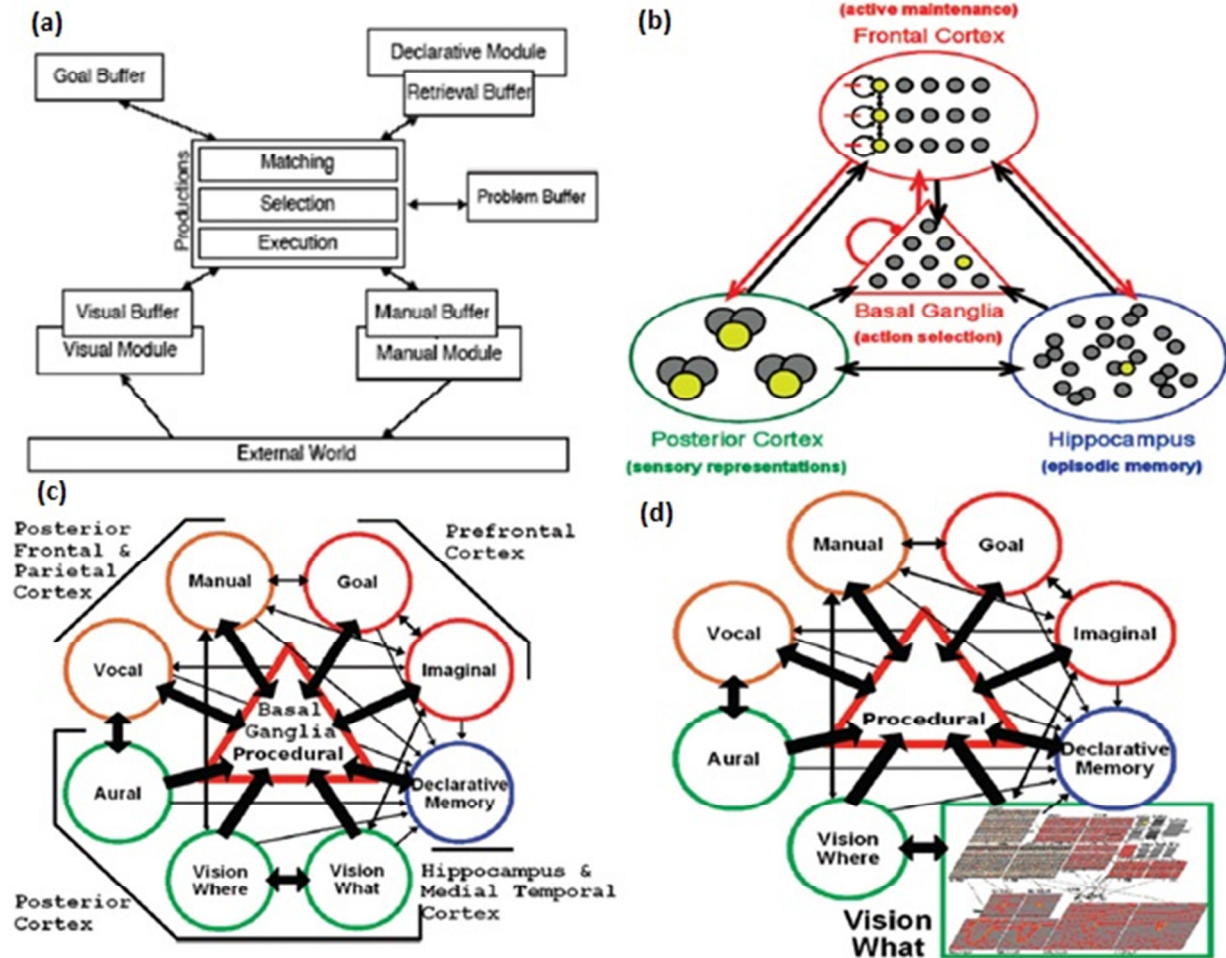 (a)
Goal Buffer
Declarative Module
Retrieval Buffer
Productions
Matching
Selection
Execution
Problem Buffer
Visual Buffer
Visual Module
Manual Buffer
Manual Module
External World
(b)
(active maintenance)
Frontal Cortex
Basal Ganglia
(action selection)
Posterior Cortex
(sensory representations)
Hippocampus
(episodic memory)
(c)
Posterior
Frontal &
Parietal
Cortex
Prefrontal
Cortex
Manual
Goal
Vocal
Imaginal
Basal
Ganglia
Procedural
Aural
Declarative
Memory
Vision
Where
Vision
What
Posterior
Cortex
Hippocampus &
Medial Temporal
Cortex
(d)
Manual
Goal
Vocal
Imaginal
Procedural
Aural
Declarative
Memory
Vision
Where
Vision
What